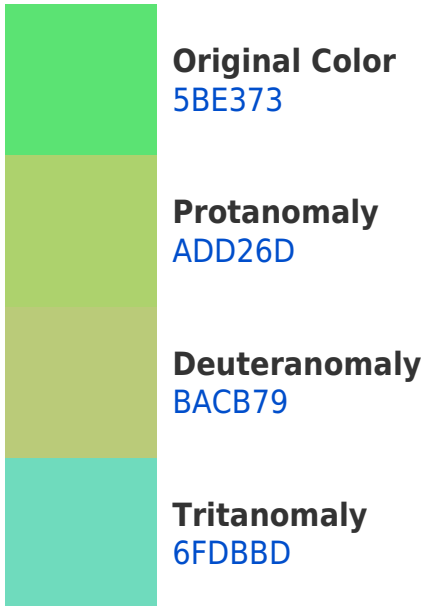 Original Color
5BE373
Protanomaly
ADD26D
Deuteranomaly
BACB79
Tritanomaly
6FDBBD